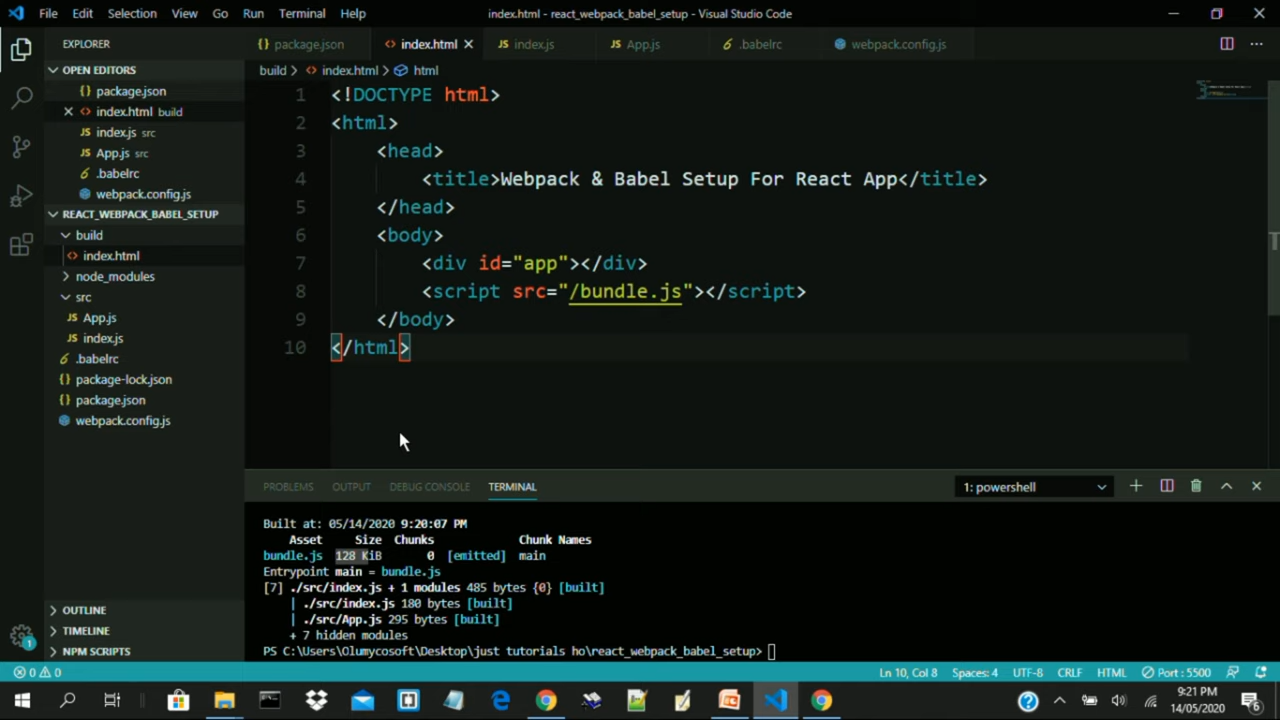 File Edit Selection View Go Run Terminal Help
index.html - react_webpack_babel_setup - Visual Studio Code
EXPLORER
OPEN EDITORS
package.json
index.html build
index.js src
App.js src
.babelrc
webpack.config.js
REACT_WEBPACK_BABEL_SETUP
build
index.html
node_modules
src
App.js
index.js
.babelrc
package-lock.json
package.json
webpack.config.js
OUTLINE
TIMELINE
NPM SCRIPTS
package.json index.html index.js App.js .babelrc webpack.config.js
build > index.html > html
1 <!DOCTYPE html>
2 <html>
3 <head>
4 <title>Webpack & Babel Setup For React App</title>
5 </head>
6 <body>
7 <div id="app"></div>
8 <script src="/bundle.js"></script>
9 </body>
10 </html>
PROBLEMS OUTPUT DEBUG CONSOLE TERMINAL 1: powershell
Built at: 05/14/2020 9:20:07 PM
Asset Size Chunks Chunk Names
bundle.js 128 KiB 0 [emitted] main
Entrypoint main = bundle.js
[7] ./src/index.js + 1 modules 485 bytes {0} [built]
| ./src/index.js 180 bytes [built]
| ./src/App.js 295 bytes [built]
+ 7 hidden modules
PS C:\Users\Olumycosoft\Desktop\just tutorials ho\react_webpack_babel_setup>
0 0 Ln 10, Col 8 Spaces: 4 UTF-8 CRLF HTML Port : 5500
9:21 PM
14/05/2020